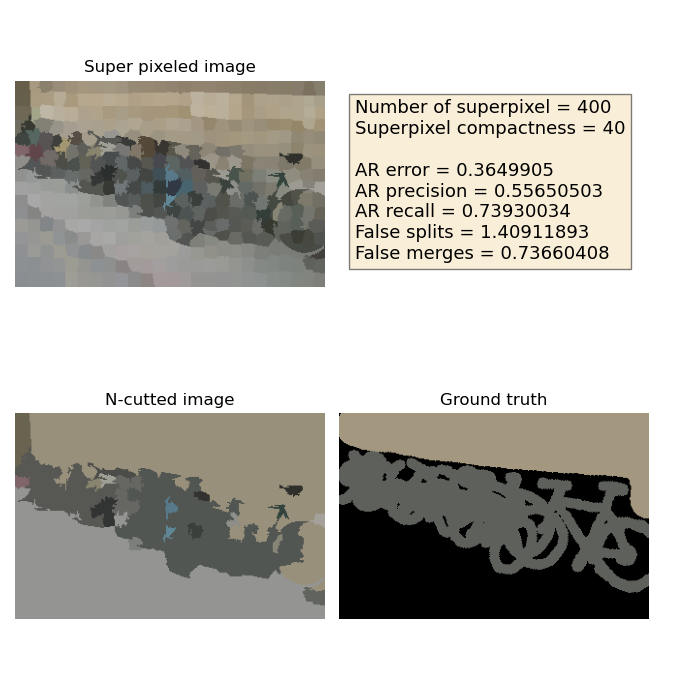 Super pixeled image
Number of superpixel = 400
Superpixel compactness = 40
AR error = 0.3649905
AR precision = 0.55650503
AR recall = 0.73930034
False splits = 1.40911893
False merges = 0.73660408
N-cutted image
Ground truth